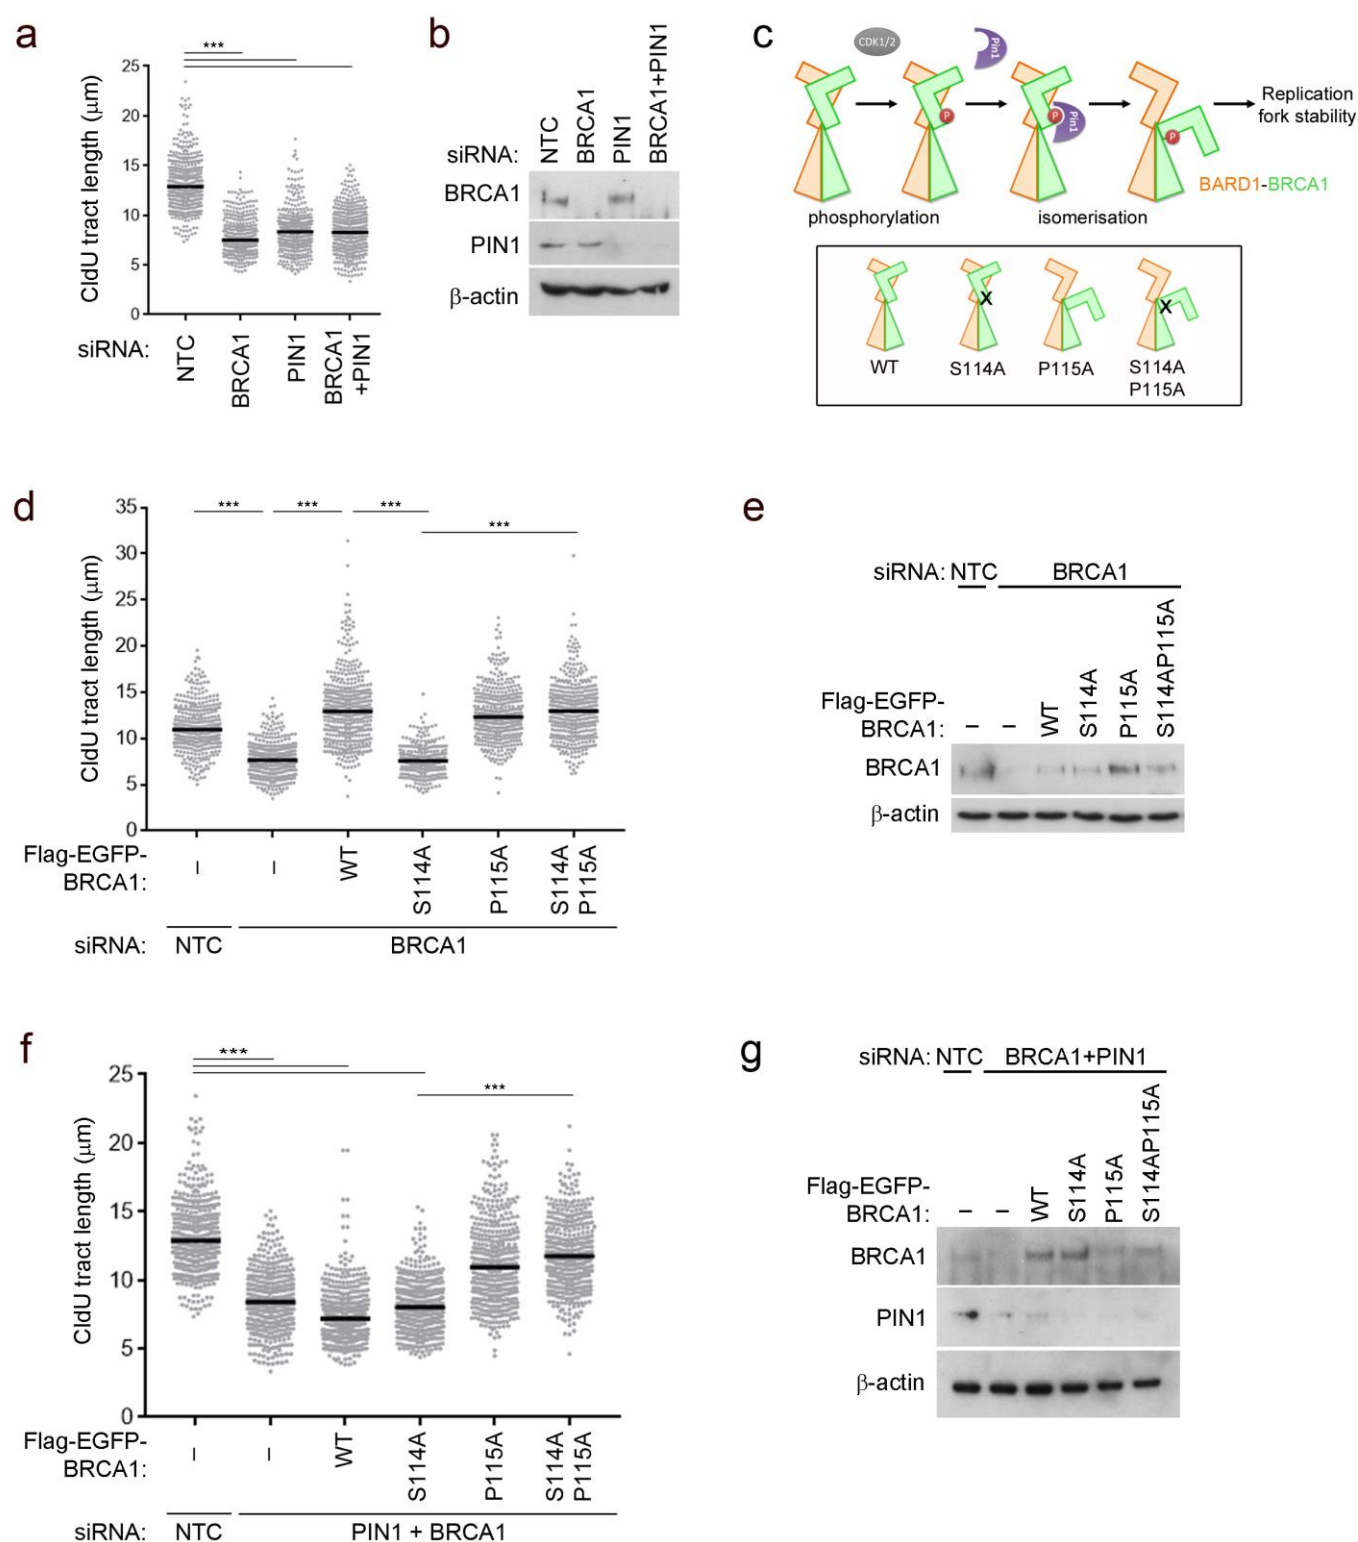 a
***
CldU tract length (μm)
25
20
15
10
5
0
siRNA:
NTC
BRCA1
PIN1
BRCA1
+PIN1
b
siRNA:
NTC
BRCA1
PIN1
BRCA1+PIN1
BRCA1
PIN1
β-actin
c
CDK1/2
Pin1
P
P
Pin1
P
Replication
fork stability
BARD1-BRCA1
phosphorylation
isomerisation
X
X
WT
S114A
P115A
S114A
P115A
d
***
***
***
***
CldU tract length (μm)
35
30
25
20
15
10
5
0
Flag-EGFP-
BRCA1:
–
–
WT
S114A
P115A
S114A
P115A
siRNA:
NTC
BRCA1
e
siRNA: NTC
BRCA1
Flag-EGFP-
BRCA1:
–
–
WT
S114A
P115A
S114AP115A
BRCA1
β-actin
f
***
***
CldU tract length (μm)
25
20
15
10
5
0
Flag-EGFP-
BRCA1:
–
–
WT
S114A
P115A
S114A
P115A
siRNA:
NTC
PIN1 + BRCA1
g
siRNA: NTC
BRCA1+PIN1
Flag-EGFP-
BRCA1:
–
–
WT
S114A
P115A
S114AP115A
BRCA1
PIN1
β-actin